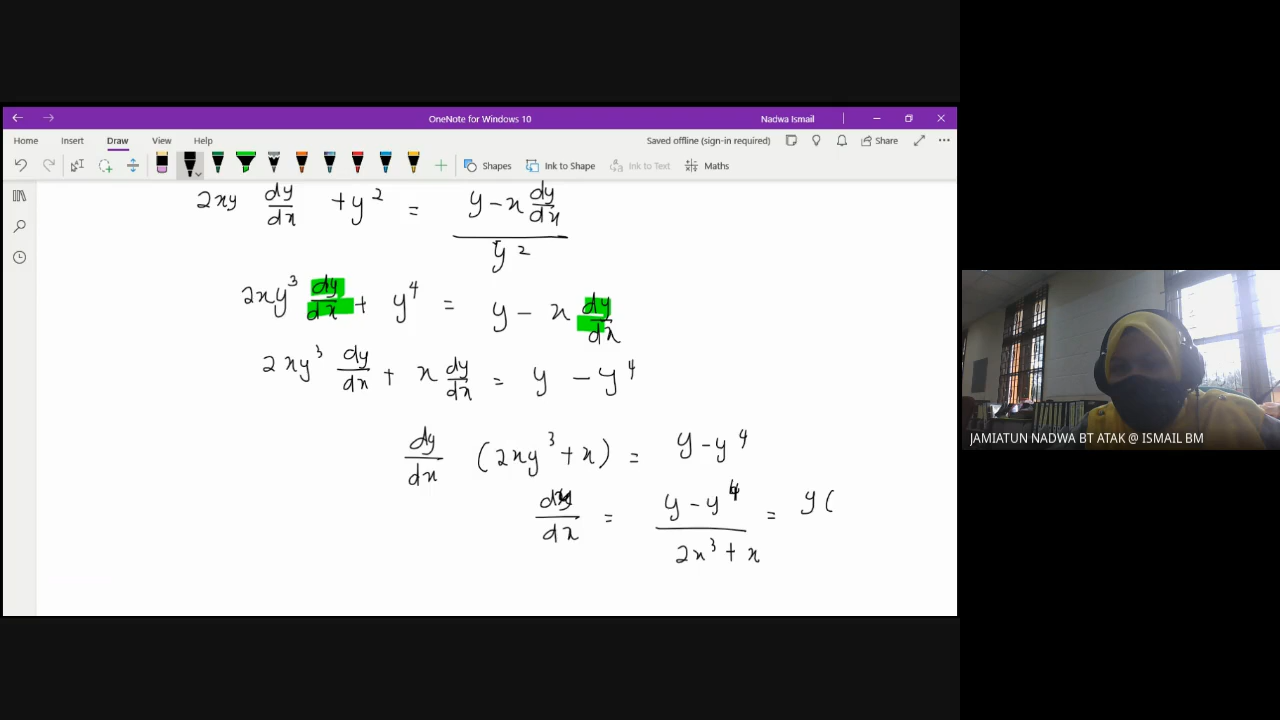 OneNote for Windows 10
Nadwa Ismail
Home Insert Draw View Help
Saved offline (sign-in required) Share
Shapes Ink to Shape Ink to Text Maths
2xy dy/dx + y² = (y - x dy/dx)/y²
2xy³ dy/dx + y⁴ = y - x dy/dx
2xy³ dy/dx + x dy/dx = y - y⁴
dy/dx (2xy³ + x) = y - y⁴
dy/dx = (y - y⁴)/(2x³ + x) = y (
JAMIATUN NADWA BT ATAK @ ISMAIL BM